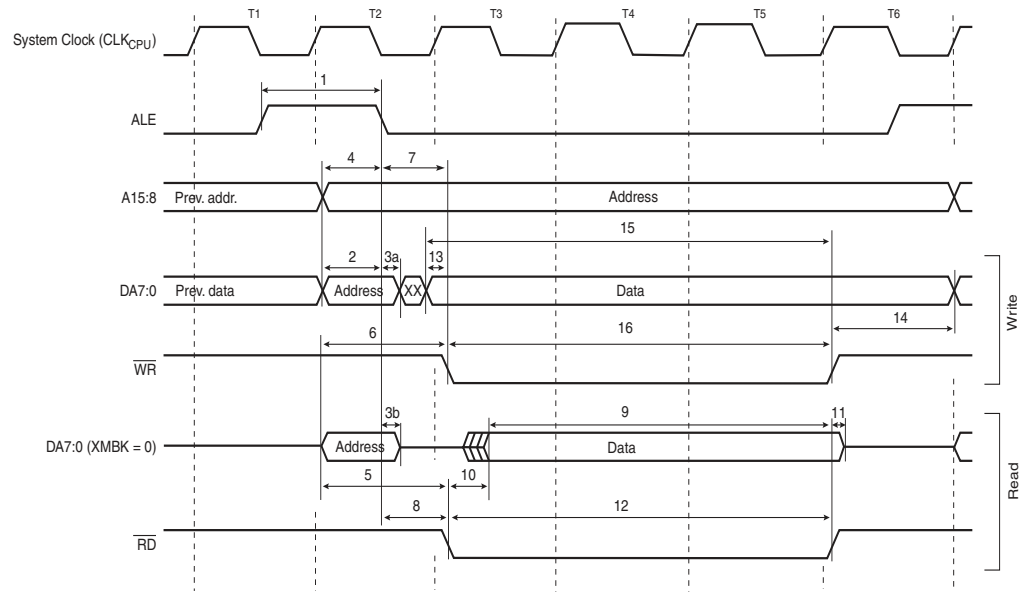 T1 T2 T3 T4 T5 T6
System Clock (CLKCPU)
1
ALE
4 7
A15:8 Prev. addr. Address
15
2 3a 13
DA7:0 Prev. data Address XX Data
14
6 16
WR
Write
3b 9 11
DA7:0 (XMBK = 0) Address Data
5 10
8 12
RD
Read